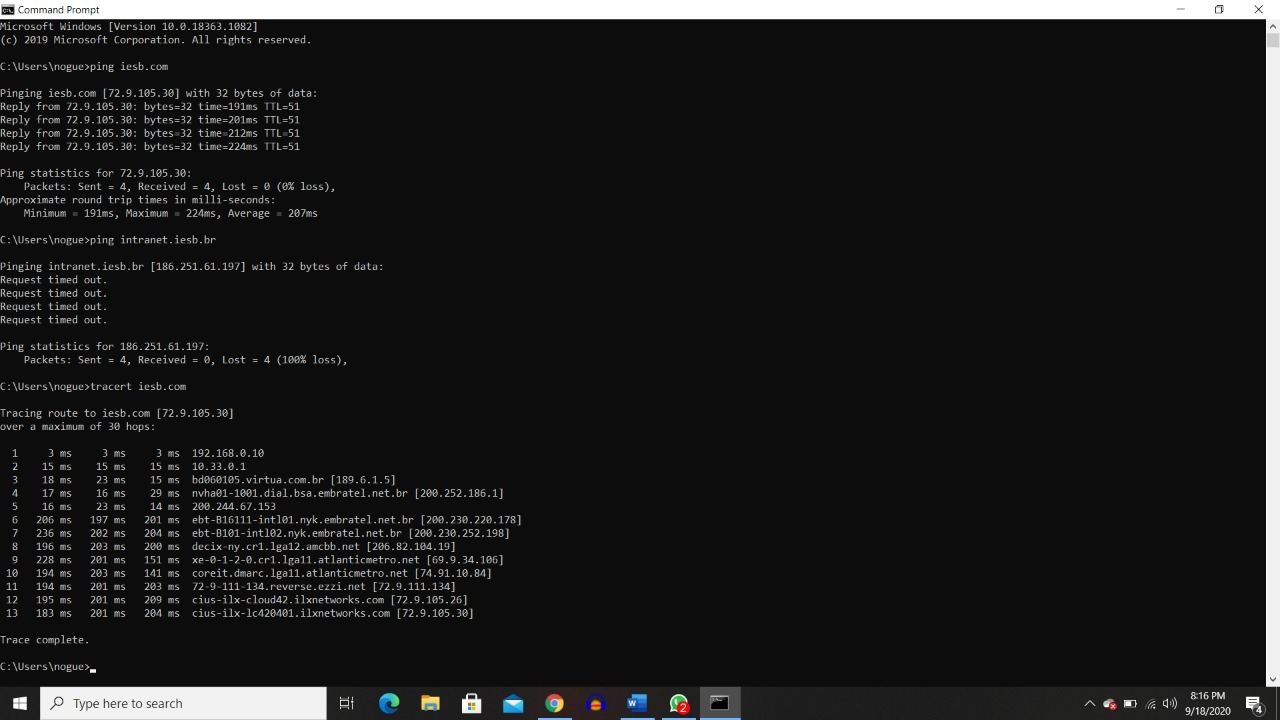 Command Prompt
Microsoft Windows [Version 10.0.18363.1082]
(c) 2019 Microsoft Corporation. All rights reserved.
C:\Users\nogue>ping iesb.com
Pinging iesb.com [72.9.105.30] with 32 bytes of data:
Reply from 72.9.105.30: bytes=32 time=191ms TTL=51
Reply from 72.9.105.30: bytes=32 time=201ms TTL=51
Reply from 72.9.105.30: bytes=32 time=212ms TTL=51
Reply from 72.9.105.30: bytes=32 time=224ms TTL=51
Ping statistics for 72.9.105.30:
    Packets: Sent = 4, Received = 4, Lost = 0 (0% loss),
Approximate round trip times in milli-seconds:
    Minimum = 191ms, Maximum = 224ms, Average = 207ms
C:\Users\nogue>ping intranet.iesb.br
Pinging intranet.iesb.br [186.251.61.197] with 32 bytes of data:
Request timed out.
Request timed out.
Request timed out.
Request timed out.
Ping statistics for 186.251.61.197:
    Packets: Sent = 4, Received = 0, Lost = 4 (100% loss),
C:\Users\nogue>tracert iesb.com
Tracing route to iesb.com [72.9.105.30]
over a maximum of 30 hops:
  1     3 ms     3 ms     3 ms  192.168.0.10
  2    15 ms    15 ms    15 ms  10.33.0.1
  3    18 ms    23 ms    15 ms  bd060105.virtua.com.br [189.6.1.5]
  4    17 ms    16 ms    29 ms  nvha01-1001.dial.bsa.embratel.net.br [200.252.186.1]
  5    16 ms    23 ms    14 ms  200.244.67.153
  6   206 ms   197 ms   201 ms  ebt-B16111-intl01.nyk.embratel.net.br [200.230.220.178]
  7   236 ms   202 ms   204 ms  ebt-B101-intl02.nyk.embratel.net.br [200.230.252.198]
  8   196 ms   203 ms   200 ms  decix-ny.cr1.lga12.amcbb.net [206.82.104.19]
  9   228 ms   201 ms   151 ms  xe-0-1-2-0.cr1.lga11.atlanticmetro.net [69.9.34.106]
 10   194 ms   203 ms   141 ms  coreit.dmarc.lga11.atlanticmetro.net [74.91.10.84]
 11   194 ms   201 ms   203 ms  72-9-111-134.reverse.ezzi.net [72.9.111.134]
 12   195 ms   201 ms   209 ms  cius-ilx-cloud42.ilxnetworks.com [72.9.105.26]
 13   183 ms   201 ms   204 ms  cius-ilx-lc420401.ilxnetworks.com [72.9.105.30]
Trace complete.
C:\Users\nogue>
Type here to search
W
2
8:16 PM
9/18/2020
4